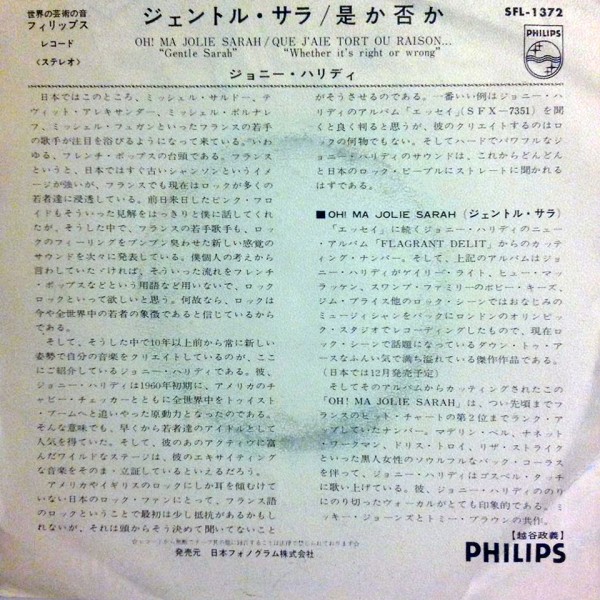 世界の芸術の音
フィリップス
レコード
〈ステレオ〉
ジェントル・サラ/是か否か
OH! MA JOLIE SARAH/QUE J'AIE TORT OU RAISON...
“Gentle Sarah” “Whether it's right or wrong”
ジョニー・ハリディ
SFL-1372
PHILIPS
日本ではこのところ、ミッシェル・サルドー、デ
ヴィット・アレキサンダー、ミッシェル・ポルナレ
フ、ミッシェル・フュガンといったフランスの若手
の歌手が注目を浴びるようになって来ている。いわ
ゆる、フレンチ・ポップスの台頭である。フランス
というと、日本ではすぐ古いシャンソンというイメ
ージが強いが、フランスでも現在はロックが多くの
若者達に浸透している。前日来日したピンク・フロ
イドもそういった見解をはっきりと僕に話してくれ
たが、そうした中で、フランスの若手歌手も、ロッ
クのフィーリングをプンプン臭わせた新しい感覚の
サウンドを次々に発表している。僕個人の考えから
言わしていただければ、そういった流れをフレンチ
・ポップスなどという用語など用いないで、ロック
ロックといって欲しいと思う。何故なら、ロックは
今や全世界中の若者の象徴であると信じているから
である。
そして、そうした中で10年以上前から常に新しい
姿勢で自分の音楽をクリエイトしているのが、ここ
にご紹介しているジョニー・ハリディである。彼、
ジョニー・ハリディは1960年初期に、アメリカのチ
ャビー・チェッカーとともに全世界中をトゥイスト
・ブームへと追いやった原動力となったのである。
そんな意味でも、早くから若者達のアイドルとして
人気を得ていた。そして、彼のあのアクティヴに富
んだワイルドなステージは、彼のエキサイティング
な音楽をそのまゝ立証しているといえるだろう。
アメリカやイギリスのロックにしか耳を傾むけて
いない日本のロック・ファンにとって、フランス語
のロックということで最初は少し抵抗があるかもし
れないが、それは頭からそう決めて聞いてないこと
がそうさせるのである。一番いい例はジョニー・ハ
リディのアルバム「エッセイ」(SFX-7351)を聞
くと良く判ると思うが、彼のクリエイトするのはロ
ックの何物でもない。そしてハードでパワフルなジ
ョニー・ハリディのサウンドは、これからどんどん
と日本のロック・ピープルにストレートに聞かれる
はずである。
■OH! MA JOLIE SARAH(ジェントル・サラ)
「エッセイ」に続くジョニー・ハリディのニュー
・アルバム「FLAGRANT DELIT」からのカッティ
ング・ナンバー。そして、上記のアルバムはジョニ
ー・ハリディがゲイリー・ライト、ヒュー・マッ
ラッケン、スワンプ・ファミリーのボビー・キーズ、
ジム・プライス他のロック・シーンではおなじみの
ミュージィシャンをバックにロンドンのオリンピッ
ク・スタジオでレコーディングしたもので、現在ロ
ック・シーンで話題になっているダウン・トゥ・ア
ースなふんい気で満ち溢れている傑作作品である。
(日本では12月発売予定)
そしてそのアルバムからカッティングされたこの
「OH! MA JOLIE SARAH」は、つい先頃までフ
ランスのヒット・チャートの第2位までランク・ア
ップしていたナンバー。マデリン・ベル、ナネット
・ワークマン、ドリス・トロイ、リザ・ストライク
といった黒人女性のソウルフルなバック・コーラス
を伴って、ジョニー・ハリディはゴスペル・タッチ
に歌い上げている。彼、ジョニー・ハリディのノリ
にのり切ったヴォーカルがとても印象的である。ミ
ッキー・ジョーンズとトミー・ブラウンの共作。
【越谷政義】
発売元 日本フォノグラム株式会社
PHILIPS